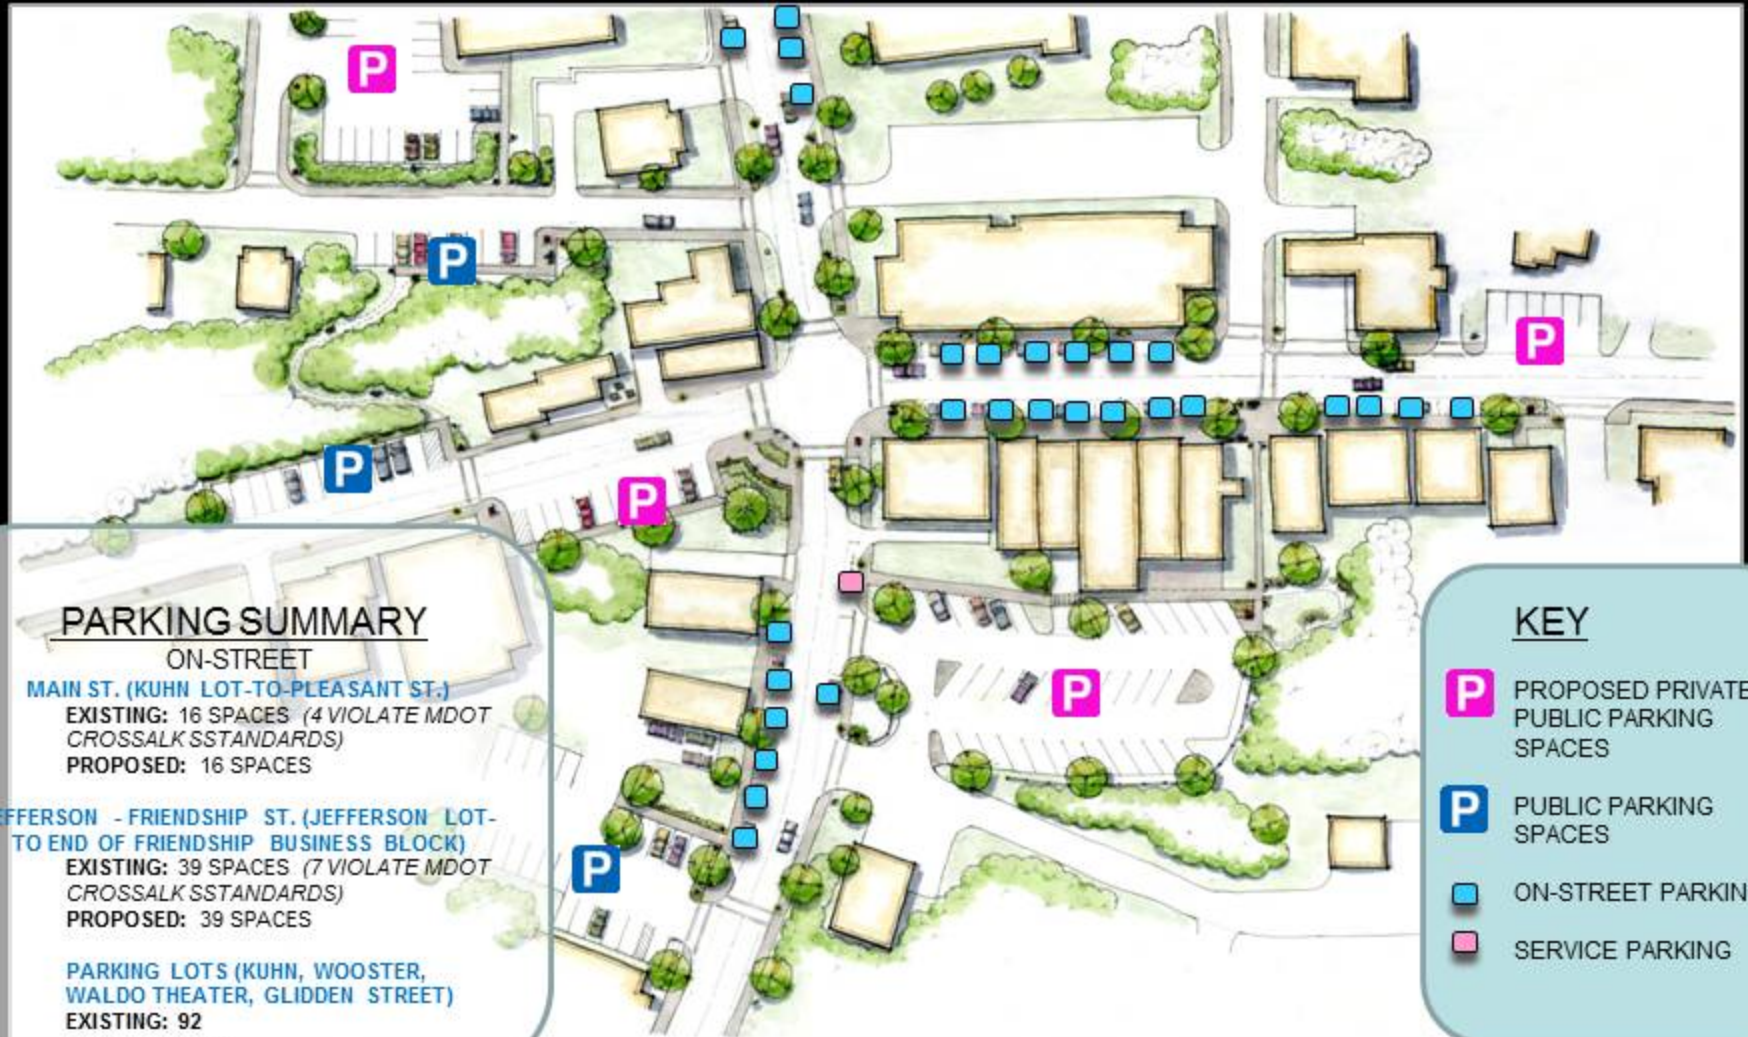 P
P
P
P
P
P
P
P
PARKING SUMMARY
ON-STREET
MAIN ST. (KUHN LOT-TO-PLEASANT ST.)
EXISTING: 16 SPACES (4 VIOLATE MDOT
CROSSALK SSTANDARDS)
PROPOSED: 16 SPACES
EFFERSON - FRIENDSHIP ST. (JEFFERSON LOT-
TO END OF FRIENDSHIP BUSINESS BLOCK)
EXISTING: 39 SPACES (7 VIOLATE MDOT
CROSSALK SSTANDARDS)
PROPOSED: 39 SPACES
PARKING LOTS (KUHN, WOOSTER,
WALDO THEATER, GLIDDEN STREET)
EXISTING: 92
KEY
P PROPOSED PRIVATE
PUBLIC PARKING
SPACES
P PUBLIC PARKING
SPACES
ON-STREET PARKIN
SERVICE PARKING